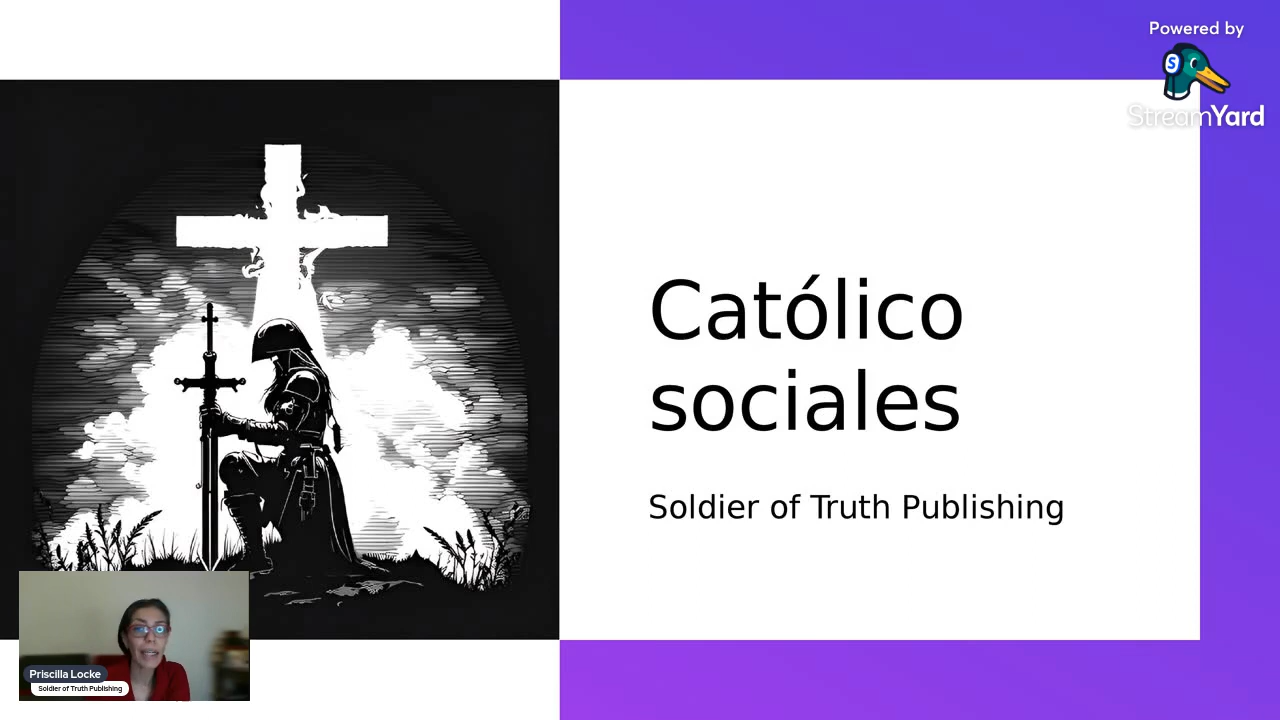 Powered by
S
StreamYard
Católico
sociales
Soldier of Truth Publishing
Priscilla Locke
Soldier of Truth Publishing